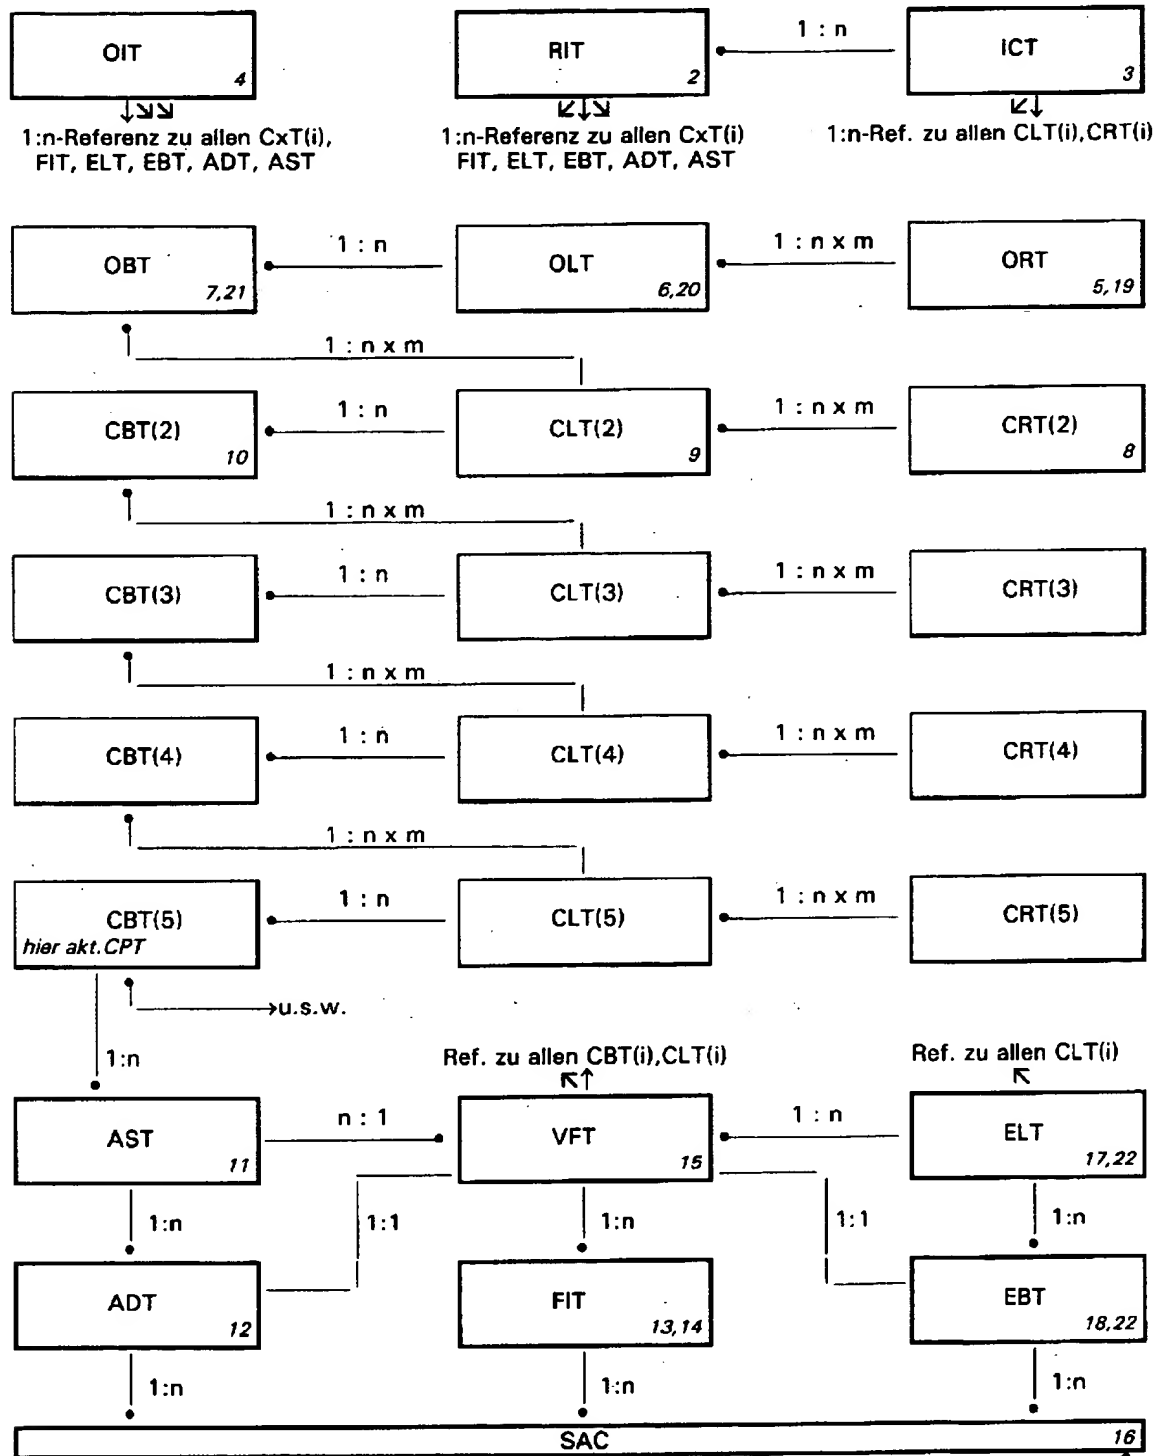 OIT
4
1 : n
RIT
2
ICT
3
1:n-Referenz zu allen CxT(i),
FIT, ELT, EBT, ADT, AST
1:n-Referenz zu allen CxT(i)
FIT, ELT, EBT, ADT, AST
1:n-Ref. zu allen CLT(i),CRT(i)
OBT
7,21
1 : n
OLT
6,20
1 : n x m
ORT
5,19
1 : n x m
CBT(2)
10
1 : n
CLT(2)
9
1 : n x m
CRT(2)
8
1 : n x m
CBT(3)
1 : n
CLT(3)
1 : n x m
CRT(3)
1 : n x m
CBT(4)
1 : n
CLT(4)
1 : n x m
CRT(4)
1 : n x m
CBT(5)
hier akt.CPT
1 : n
CLT(5)
1 : n x m
CRT(5)
u.s.w.
1:n
Ref. zu allen CBT(i),CLT(i)
Ref. zu allen CLT(i)
AST
11
n : 1
VFT
15
1 : n
ELT
17,22
1:n
1:1
1:n
1:1
1:n
ADT
12
FIT
13,14
EBT
18,22
1:n
1:n
1:n
SAC
16